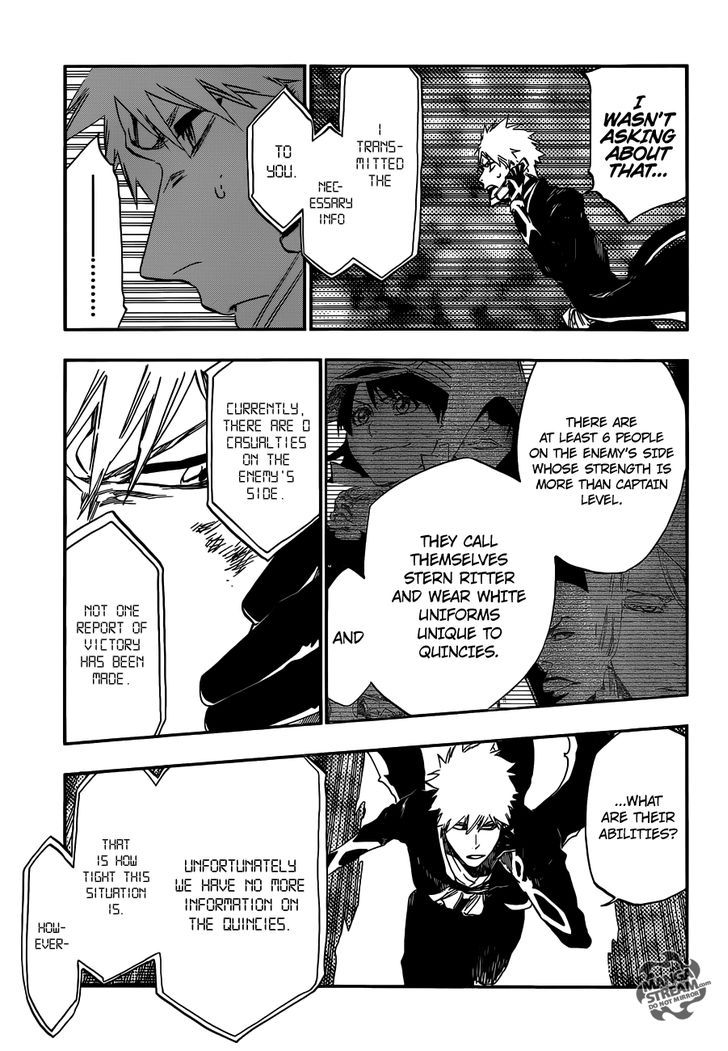 I
WASN'T
ASKING
ABOUT
THAT...
I
TRANS-
MITTED
THE
NEC-
ESSARY
INFO
TO
YOU.
..........
THERE ARE
AT LEAST 6 PEOPLE
ON THE ENEMY'S SIDE
WHOSE STRENGTH IS
MORE THAN CAPTAIN
LEVEL.
THEY CALL
THEMSELVES
STERN RITTER
AND WEAR WHITE
UNIFORMS
UNIQUE TO
QUINCIES.
AND
CURRENTLY,
THERE ARE 0
CASUALTIES
ON THE
ENEMY'S
SIDE.
NOT ONE
REPORT OF
VICTORY
HAS BEEN
MADE.
...WHAT
ARE THEIR
ABILITIES?
UNFORTUNATELY
WE HAVE NO MORE
INFORMATION ON
THE QUINCIES.
THAT
IS HOW
TIGHT THIS
SITUATION
IS.
HOW-
EVER-
MANGA
STREAM.com
DO NOT MIRROR!